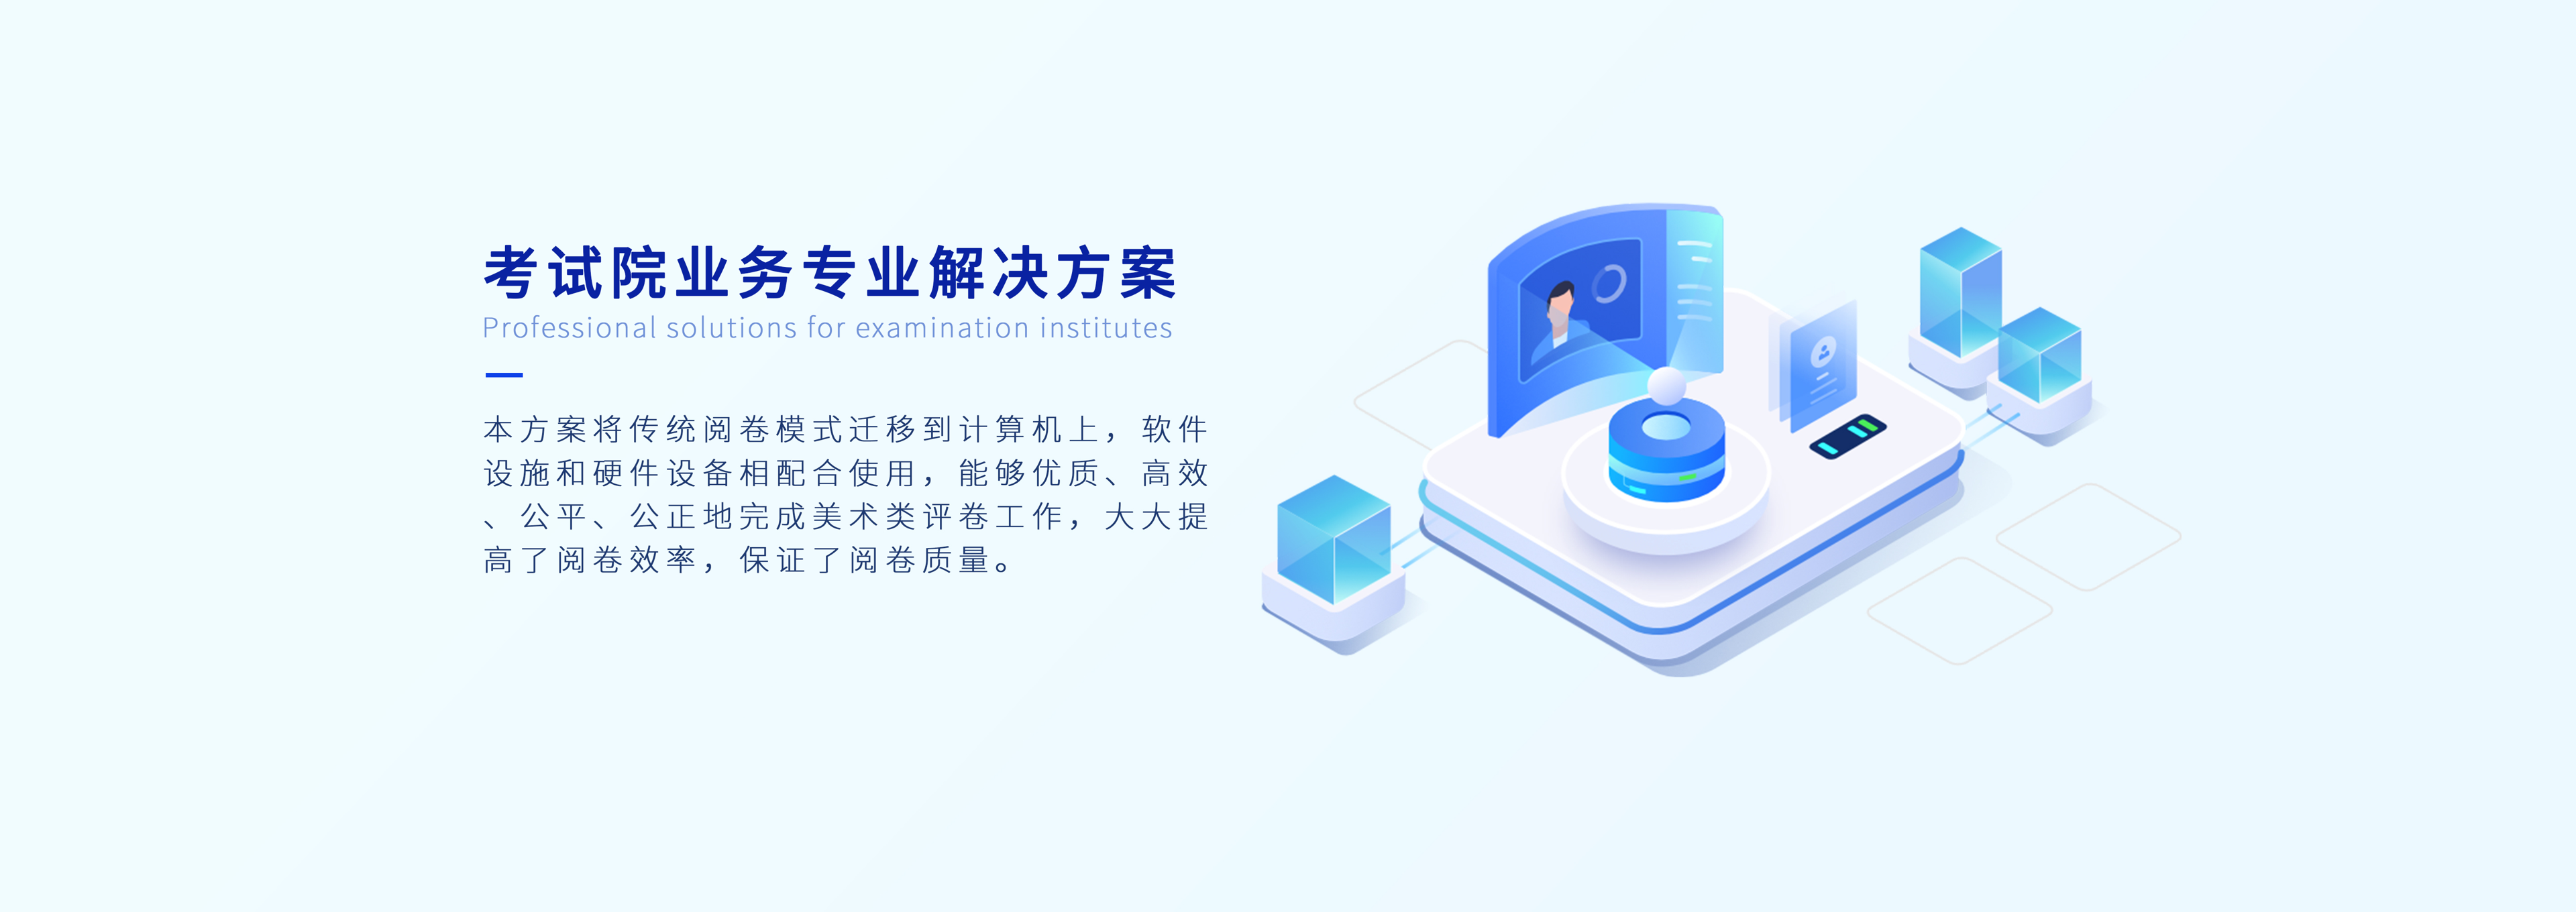 考试院业务专业解决方案
Professional solutions for examination institutes
本方案将传统阅卷模式迁移到计算机上，软件
设施和硬件设备相配合使用，能够优质、高效
、公平、公正地完成美术类评卷工作，大大提
高了阅卷效率，保证了阅卷质量。